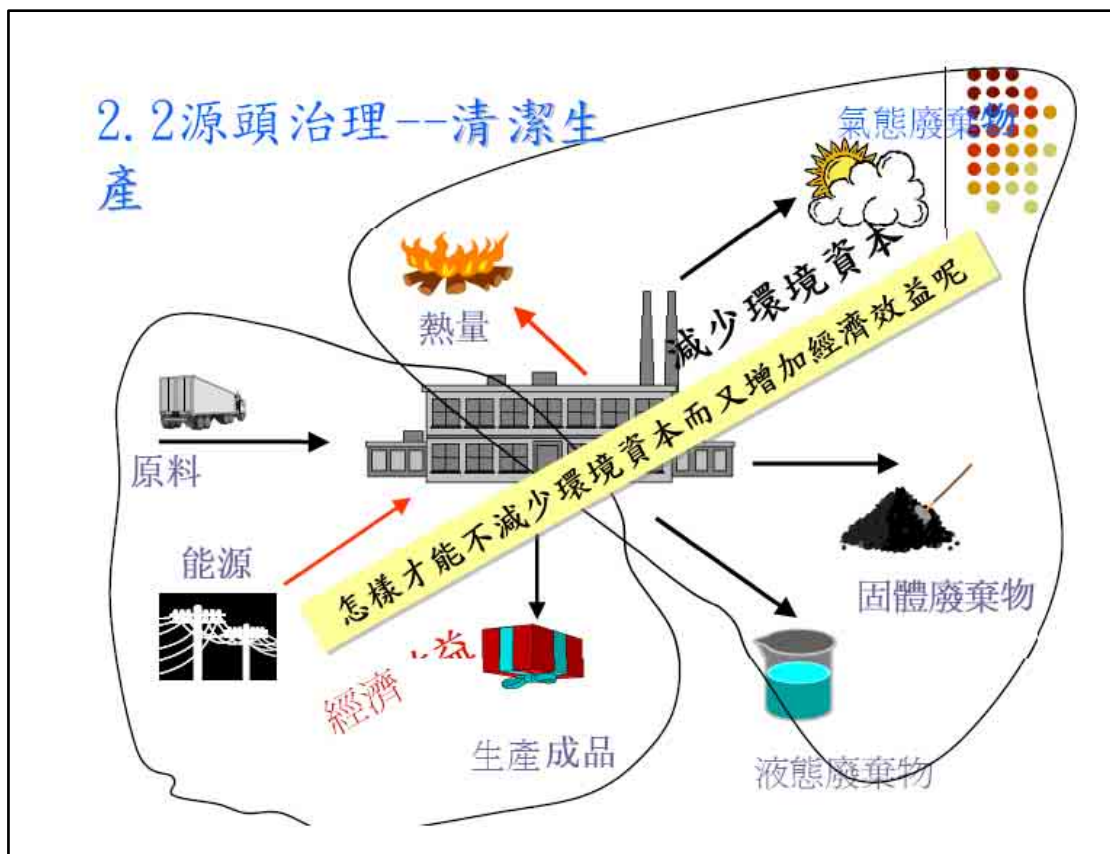 2.2源頭治理--清潔生
產
氣態廢棄物
熱量
減少環境資本
怎樣才能不減少環境資本而又增加經濟效益呢
原料
能源
固體廢棄物
經濟 益
生產成品
液態廢棄物